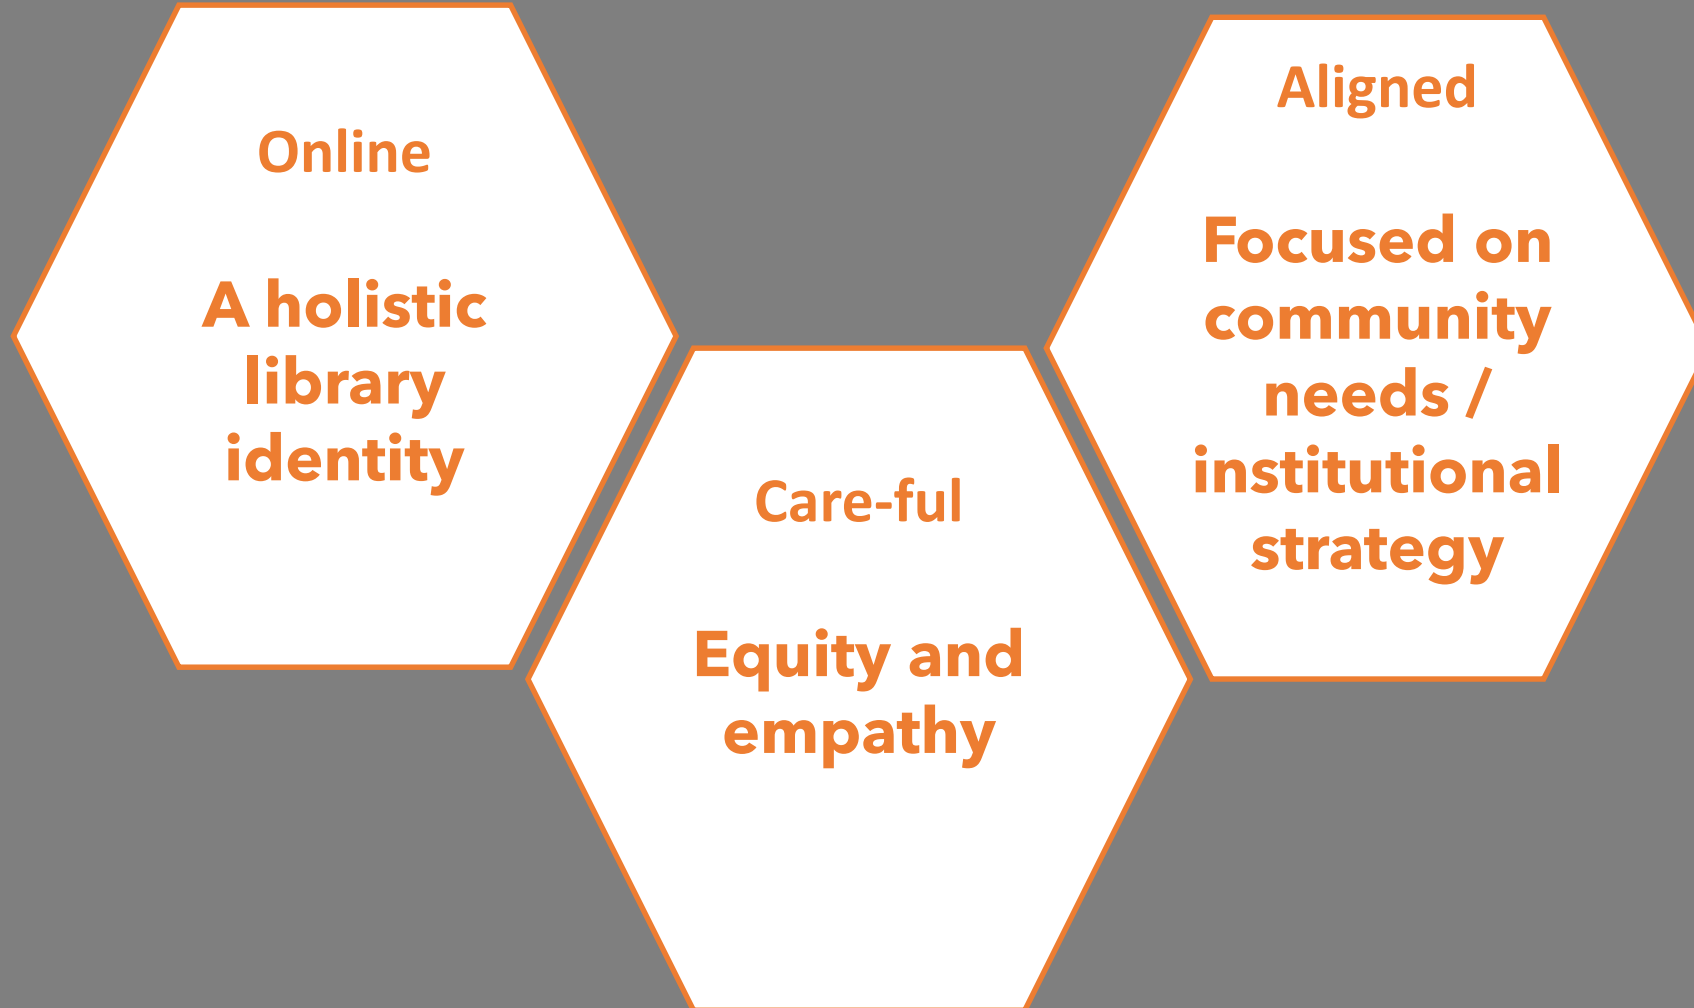 Online
A holistic
library
identity
Care-ful
Equity and
empathy
Aligned
Focused on
community
needs /
institutional
strategy